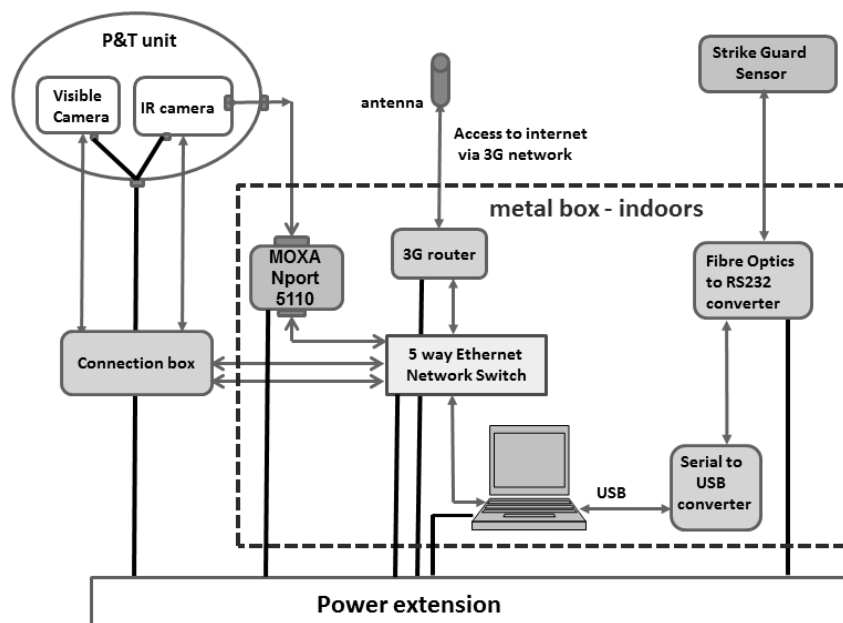 P&T unit
Visible
Camera
IR camera
antenna
Access to internet
via 3G network
Strike Guard
Sensor
metal box - indoors
MOXA
Nport
5110
3G router
Fibre Optics
to RS232
converter
Connection box
5 way Ethernet
Network Switch
USB
Serial to
USB
converter
Power extension